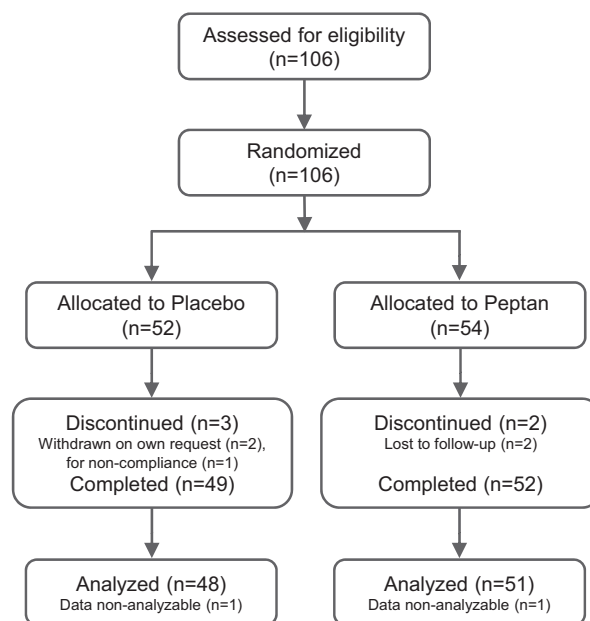 Assessed for eligibility
(n=106)
Randomized
(n=106)
Allocated to Placebo
(n=52)
Allocated to Peptan
(n=54)
Discontinued (n=3)
Withdrawn on own request (n=2),
for non-compliance (n=1)
Completed (n=49)
Discontinued (n=2)
Lost to follow-up (n=2)
Completed (n=52)
Analyzed (n=48)
Data non-analyzable (n=1)
Analyzed (n=51)
Data non-analyzable (n=1)